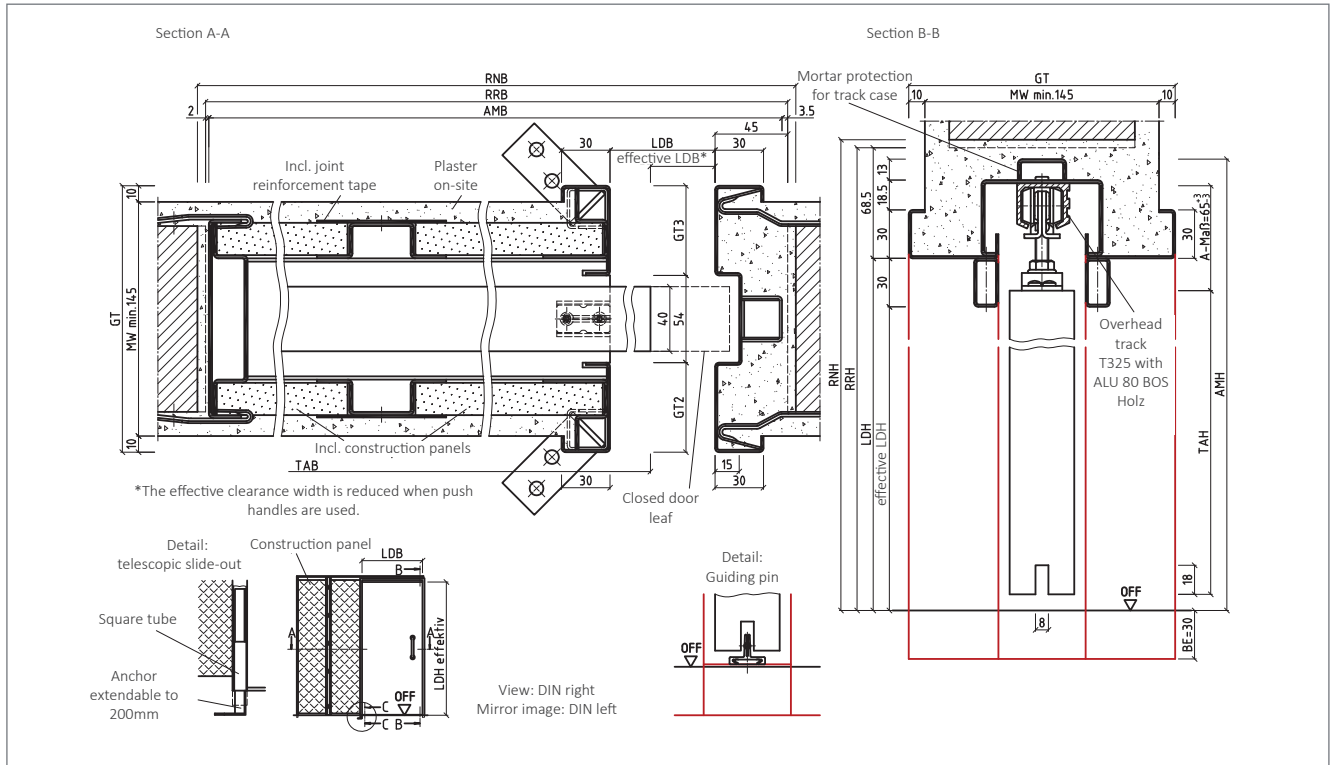 Section A-A
Section B-B
RNB
RRB
AMB
2
3.5
45
30
LDB
30
effective LDB*
Incl. joint
reinforcement tape
Plaster
on-site
10
GT
MW min.145
10
GT3
40
54
GT2
15
30
30
Incl. construction panels
TAB
*The effective clearance width is reduced when push
handles are used.
Closed door
leaf
Mortar protection
for track case
GT
10
MW min.145
10
13
18.5
68.5
30
30
30
A-Maß=65+3-3
RNH
RRH
LDH
effective LDH
AMH
TAH
Overhead
track
T325 with
ALU 80 BOS
Holz
18
OFF
8
BE=30
Detail:
telescopic slide-out
Square tube
Anchor
extendable to
200mm
Construction panel
LDB
B
A
A
LDH effektiv
OFF
C
C B
View: DIN right
Mirror image: DIN left
Detail:
Guiding pin
OFF